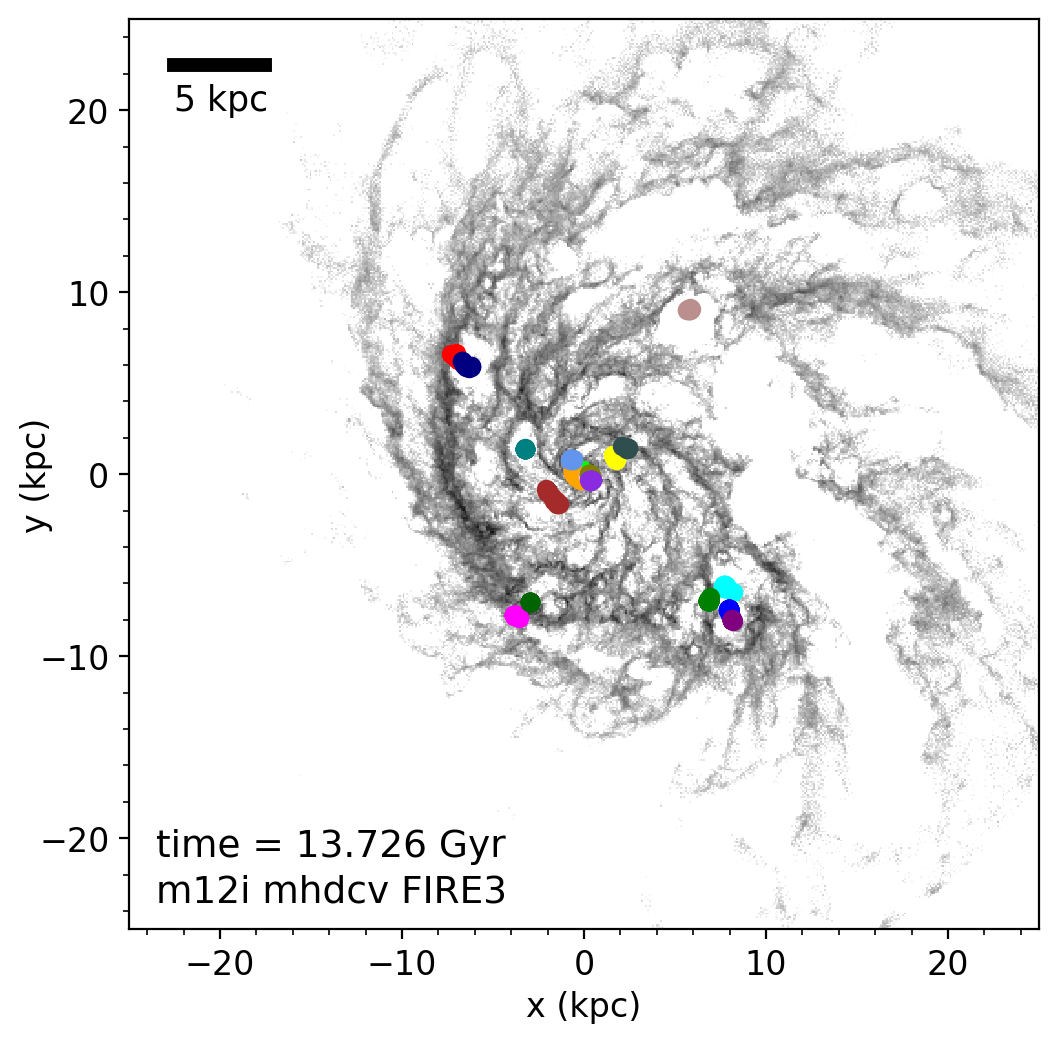 5 kpc
20
10
0
−10
−20
y (kpc)
time = 13.726 Gyr
m12i mhdcv FIRE3
−20 −10 0 10 20
x (kpc)